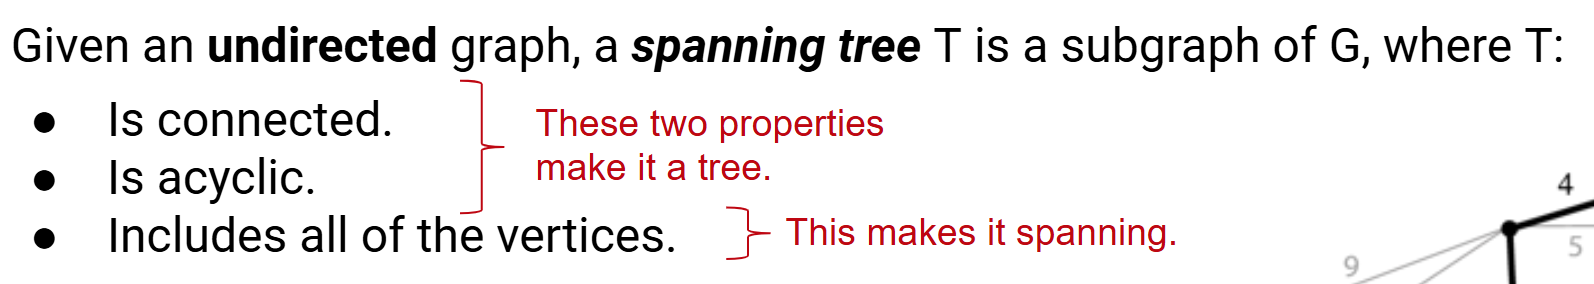 Given an undirected graph, a spanning tree T is a subgraph of G, where T:
● Is connected.
● Is acyclic.
● Includes all of the vertices.
These two properties
make it a tree.
This makes it spanning.
4
5
9